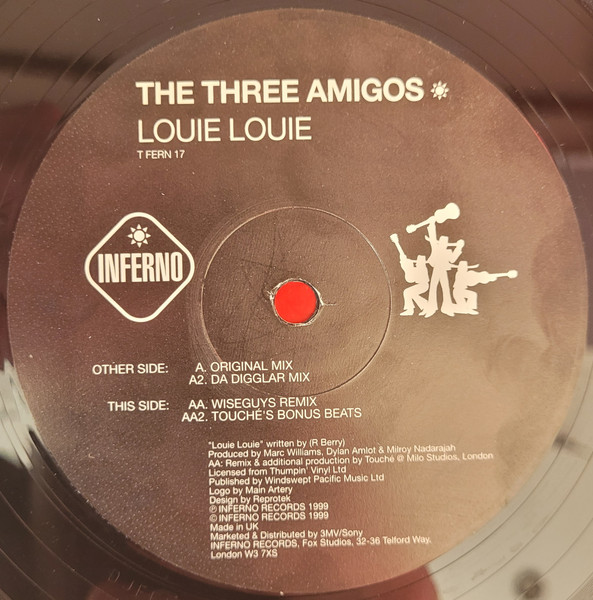 THE THREE AMIGOS
LOUIE LOUIE
T FERN 17
INFERNO
OTHER SIDE: A. ORIGINAL MIX
A2. DA DIGGLAR MIX
THIS SIDE: AA. WISEGUYS REMIX
AA2. TOUCHÉ'S BONUS BEATS
"Louie Louie" written by (R Berry)
Produced by Marc Williams, Dylan Amlot & Milroy Nadarajah
AA: Remix & additional production by Touché @ Milo Studios, London
Licensed from Thumpin' Vinyl Ltd
Published by Windswept Pacific Music Ltd
Logo by Main Artery
Design by Reprotek
℗ INFERNO RECORDS 1999
© INFERNO RECORDS 1999
Made in UK
Marketed & Distributed by 3MV/Sony
INFERNO RECORDS, Fox Studios, 32-36 Telford Way,
London W3 7XS